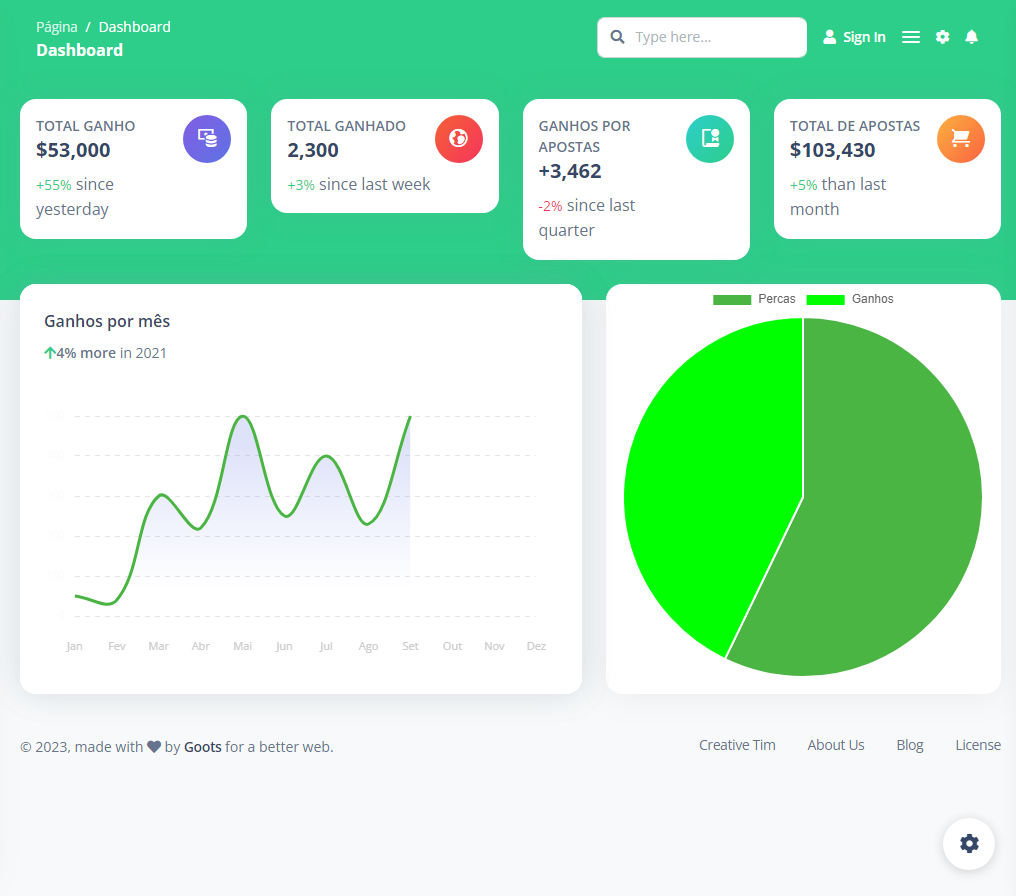 Página / Dashboard
Dashboard
Type here...
Sign In
TOTAL GANHO
$53,000
+55% since
yesterday
TOTAL GANHADO
2,300
+3% since last week
GANHOS POR
APOSTAS
+3,462
-2% since last
quarter
TOTAL DE APOSTAS
$103,430
+5% than last
month
Ganhos por mês
4% more in 2021
Jan Fev Mar Abr Mai Jun Jul Ago Set Out Nov Dez
Percas Ganhos
© 2023, made with by Goots for a better web.
Creative Tim About Us Blog License